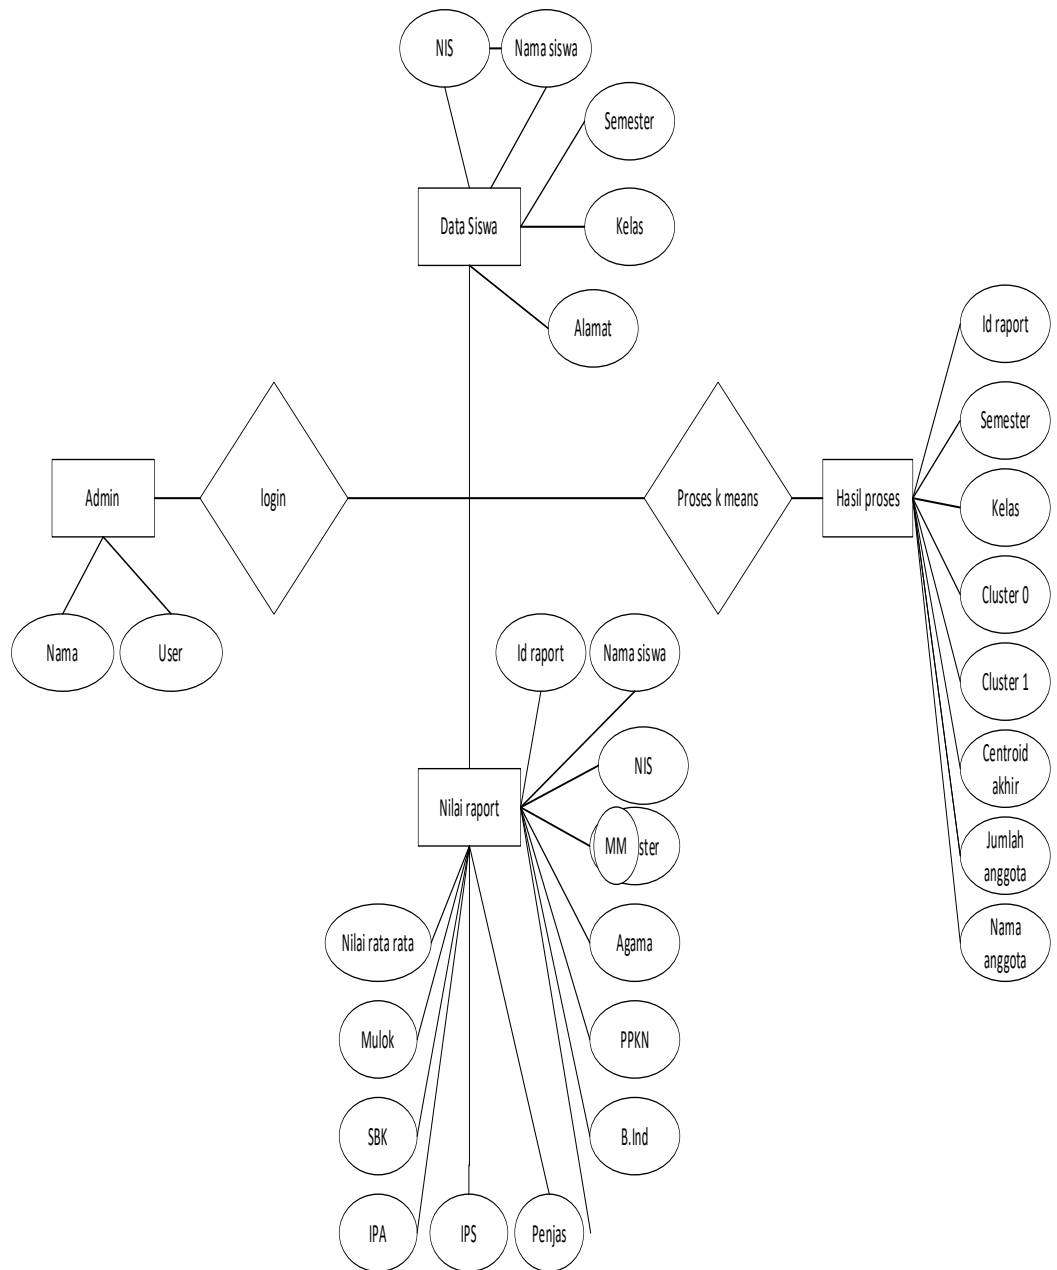 NIS
Nama siswa
Semester
Kelas
Data Siswa
Alamat
Id raport
Semester
Kelas
Cluster 0
Cluster 1
Centroid
akhir
Jumlah
anggota
Nama
anggota
Admin
login
Proses k means
Hasil proses
Nama
User
Id raport
Nama siswa
NIS
Nilai raport
MM
ster
Nilai rata rata
Agama
Mulok
PPKN
SBK
B.Ind
IPA
IPS
Penjas